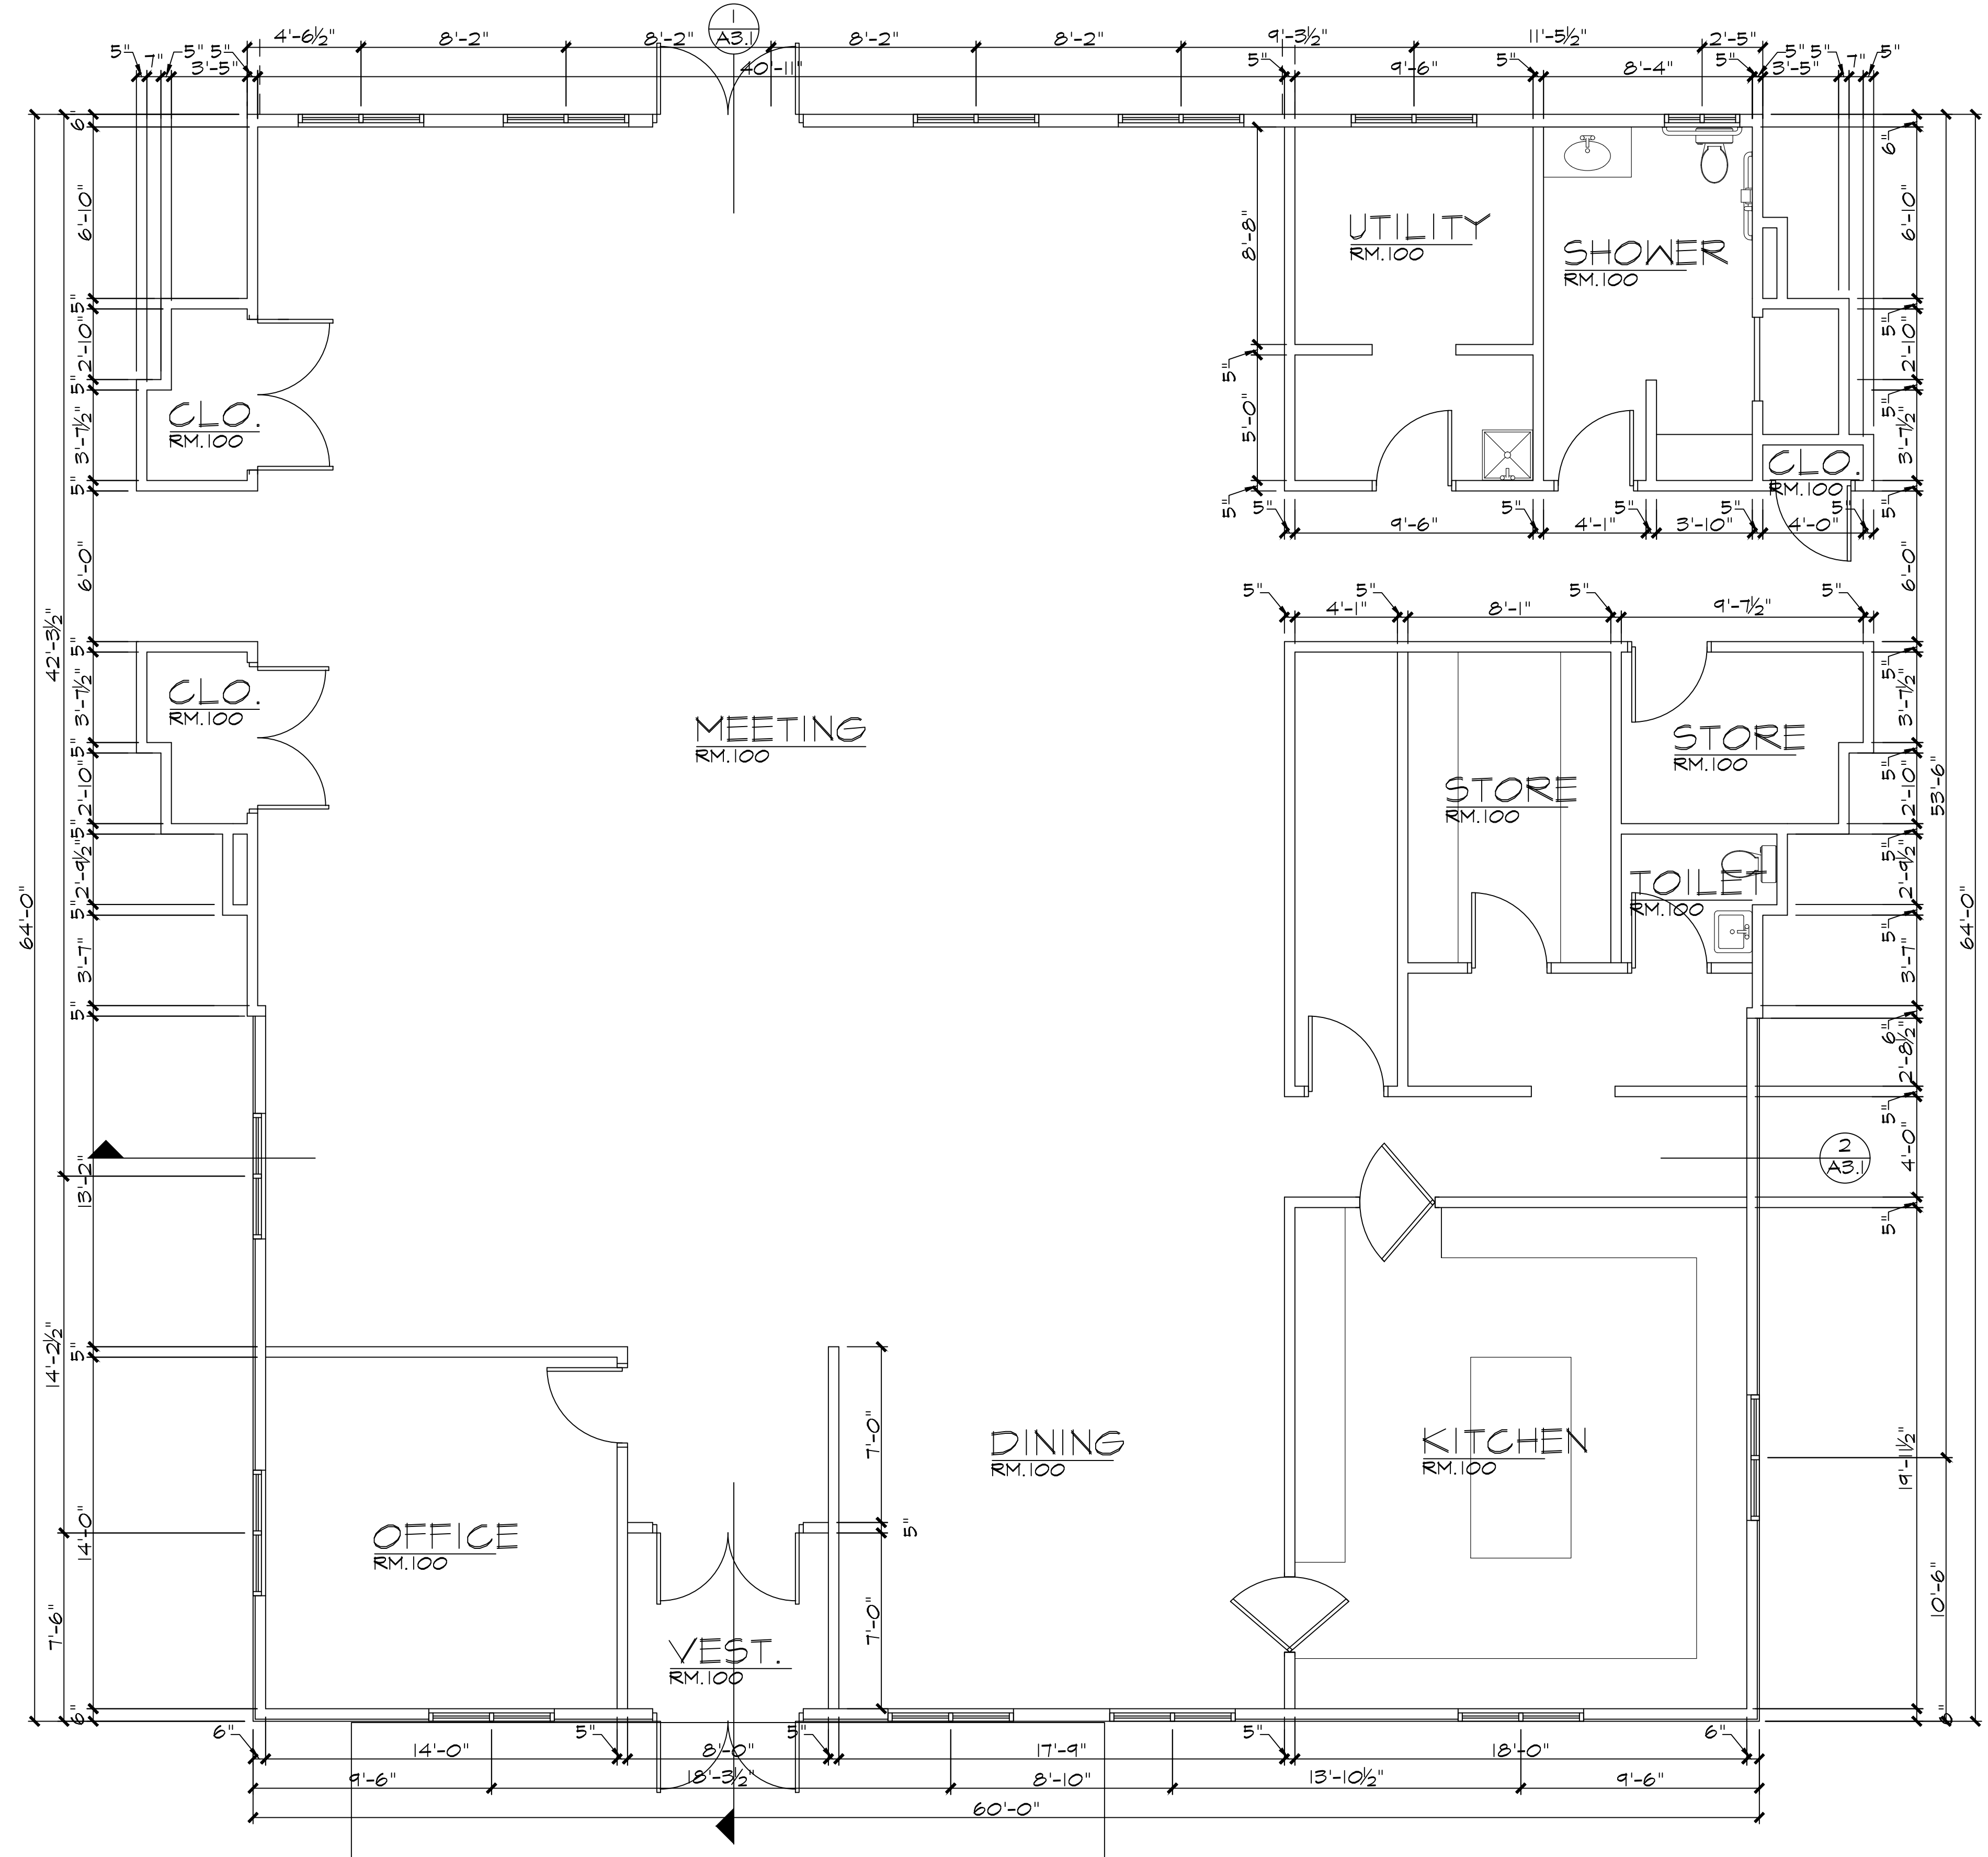 1
A3.1
4'-6½" 8'-2" 8'-2" 8'-2" 8'-2" 9'-3½" 11'-5½" 2'-5"
5" 7" 5" 5" 5" 5" 5" 5" 5" 7" 5"
3'-5" 40'-11" 9'-6" 8'-4" 3'-5"
6" 6"
6'-10" 6'-10"
UTILITY
RM.100
SHOWER
RM.100
8'-8"
5" 5"
2'-10" 5" 2'-10"
5" 5"
CLO.
RM.100
5'-0"
3'-7½" 3'-7½"
CLO.
RM.100
5" 5" 5"
5" 5" 5" 5" 5"
9'-6" 4'-1" 3'-10" 4'-0"
6'-0" 6'-0"
5" 5" 5" 5"
4'-1" 8'-1" 9'-7½"
42'-3½"
5" 5"
CLO.
RM.100
3'-7½" 3'-7½"
MEETING
RM.100
STORE
RM.100
5" 5"
STORE
RM.100
2'-10" 2'-10"
53'-6"
5" 5"
2'-9½" 2'-9½"
TOILET
RM.100
5" 5"
64'-0" 64'-0"
3'-7" 3'-7"
5" 6"
2'-8½"
5"
2
A3.1
4'-0"
13'-2"
5"
14'-2½"
5"
7'-0"
DINING
RM.100
KITCHEN
RM.100
19'-11½"
OFFICE
RM.100
14'-0"
5"
7'-6" 7'-0" 10'-6"
VEST.
RM.100
6" 6"
6" 5" 5" 5" 6"
14'-0" 8'-0" 17'-9" 18'-0"
9'-6" 18'-3½" 8'-10" 13'-10½" 9'-6"
60'-0"